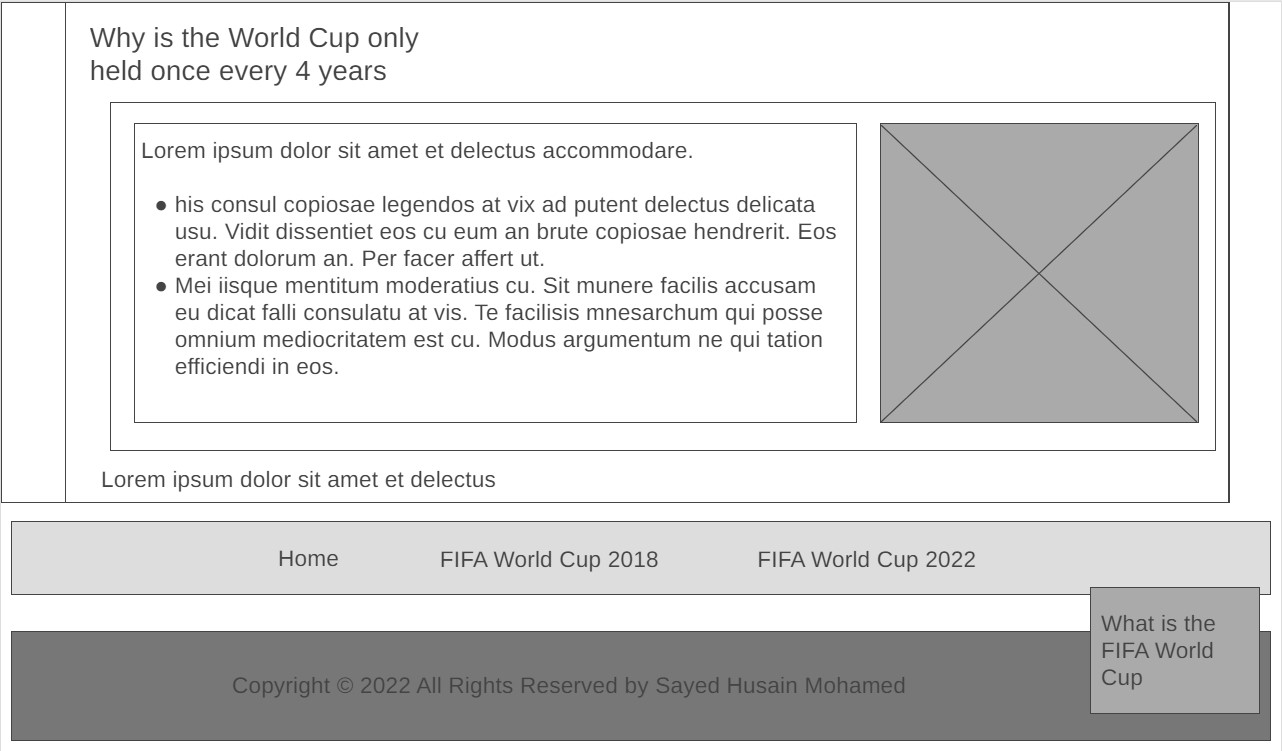 Why is the World Cup only
held once every 4 years
Lorem ipsum dolor sit amet et delectus accommodare.
● his consul copiosae legendos at vix ad putent delectus delicata
usu. Vidit dissentiet eos cu eum an brute copiosae hendrerit. Eos
erant dolorum an. Per facer affert ut.
● Mei iisque mentitum moderatius cu. Sit munere facilis accusam
eu dicat falli consulatu at vis. Te facilisis mnesarchum qui posse
omnium mediocritatem est cu. Modus argumentum ne qui tation
efficiendi in eos.
Lorem ipsum dolor sit amet et delectus
Home FIFA World Cup 2018 FIFA World Cup 2022
What is the
FIFA World
Cup
Copyright © 2022 All Rights Reserved by Sayed Husain Mohamed